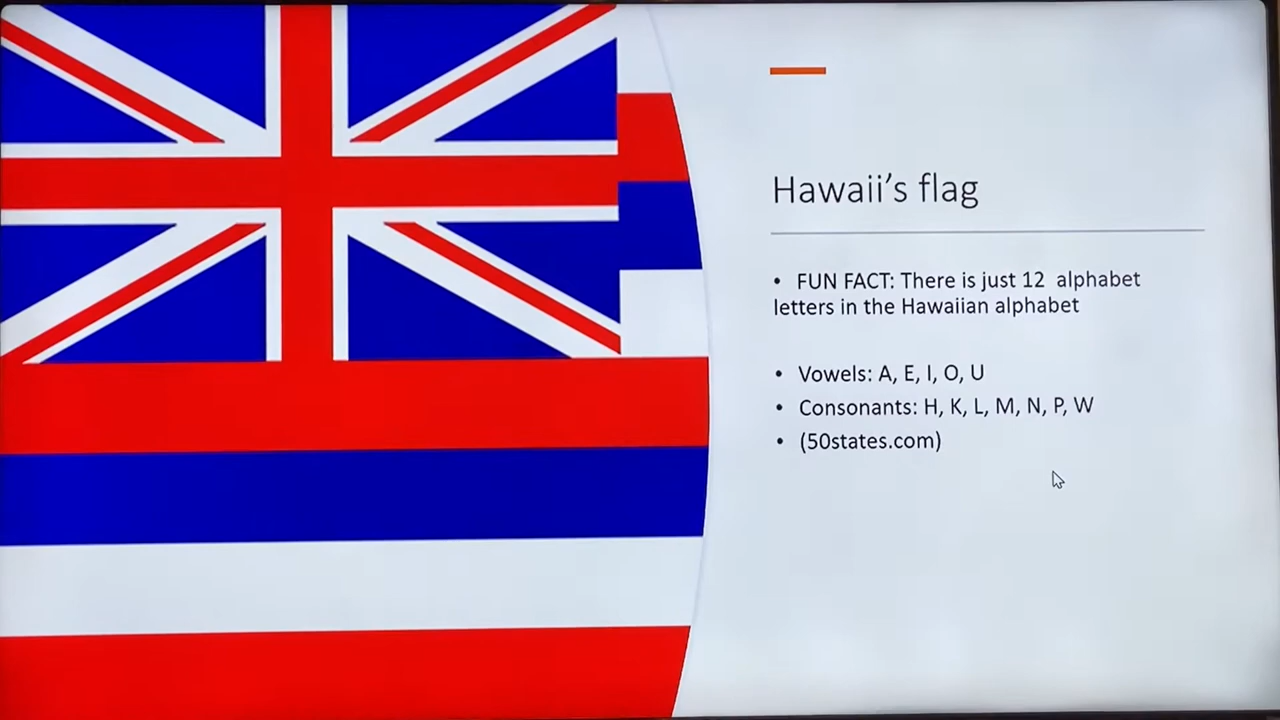 Hawaii’s flag
• FUN FACT: There is just 12 alphabet
letters in the Hawaiian alphabet
• Vowels: A, E, I, O, U
• Consonants: H, K, L, M, N, P, W
• (50states.com)